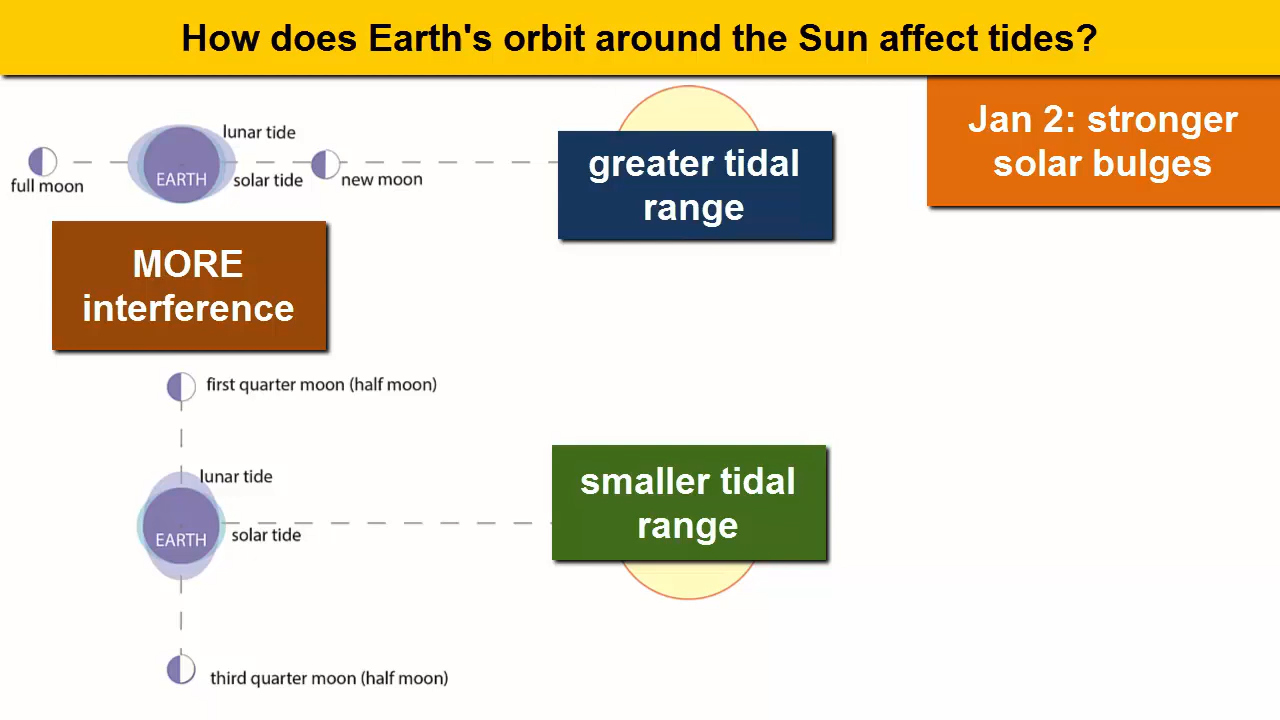 How does Earth's orbit around the Sun affect tides?
Jan 2: stronger
solar bulges
lunar tide
greater tidal
range
EARTH
solar tide
full moon
new moon
MORE
interference
first quarter moon (half moon)
lunar tide
smaller tidal
range
EARTH
solar tide
third quarter moon (half moon)